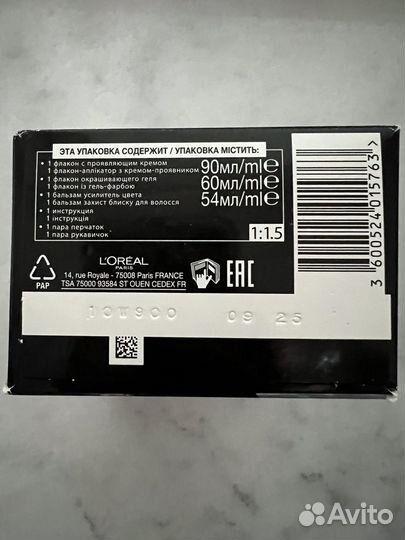 ЭТА УПАКОВКА СОДЕРЖИТ / УПАКОВКА МІСТИТЬ:
• 1 флакон с проявляющим кремом
• 1 флакон-аплікатор з кремом-проявником 90мл/ml℮
• 1 флакон окрашивающего геля
• 1 флакон із гель-фарбою 60мл/ml℮
• 1 бальзам усилитель цвета
• 1 бальзам захист блиску для волосся 54мл/ml℮
• 1 инструкция
1 інструкція
• 1 пара перчаток
1 пара рукавичок
1:1.5
3 600524 015763 >
PAP
L'ORÉAL
PARIS
14, rue Royale - 75008 Paris FRANCE
TSA 75000 93584 ST OUEN CEDEX FR
EAC
10W900 09 25
Avito